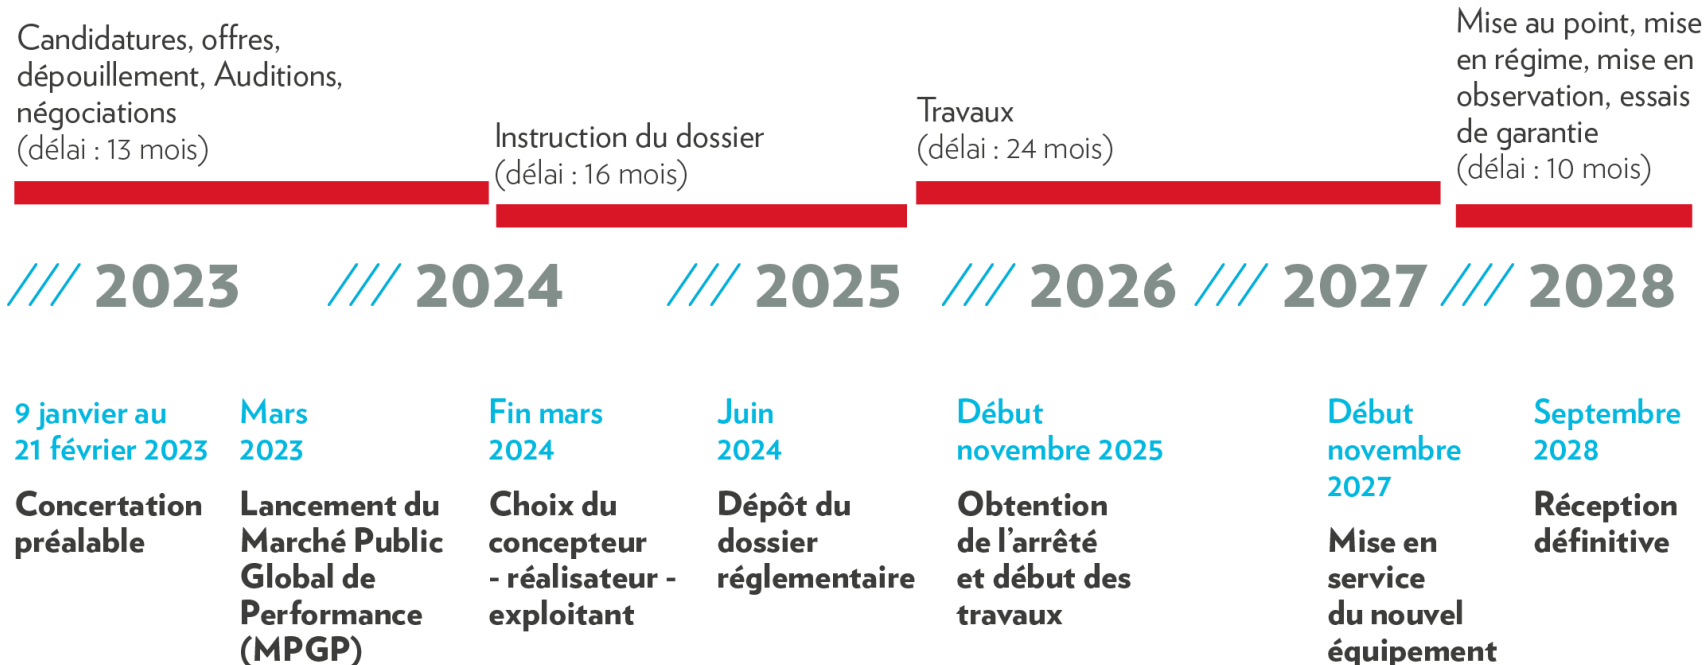 Candidatures, offres,
dépouillement, Auditions,
négociations
(délai : 13 mois)
Instruction du dossier
(délai : 16 mois)
Travaux
(délai : 24 mois)
Mise au point, mise
en régime, mise en
observation, essais
de garantie
(délai : 10 mois)
/// 2023 /// 2024 /// 2025 /// 2026 /// 2027 /// 2028
9 janvier au
21 février 2023
Concertation
préalable
Mars
2023
Lancement du
Marché Public
Global de
Performance
(MPGP)
Fin mars
2024
Choix du
concepteur
- réalisateur -
exploitant
Juin
2024
Dépôt du
dossier
réglementaire
Début
novembre 2025
Obtention
de l'arrêté
et début des
travaux
Début
novembre
2027
Mise en
service
du nouvel
équipement
Septembre
2028
Réception
définitive